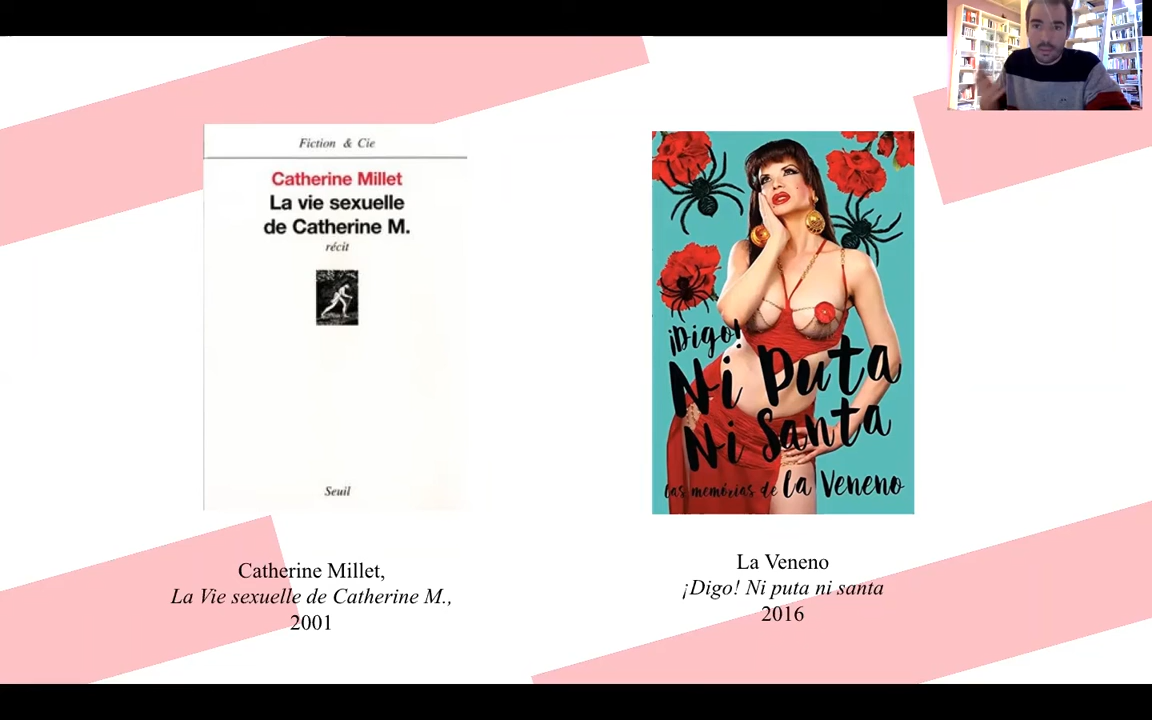 Fiction & Cie
Catherine Millet
La vie sexuelle
de Catherine M.
récit
Seuil
¡Digo!
Ni Puta
Ni Santa
Las memorias de la Veneno
Catherine Millet,
La Vie sexuelle de Catherine M.,
2001
La Veneno
¡Digo! Ni puta ni santa
2016